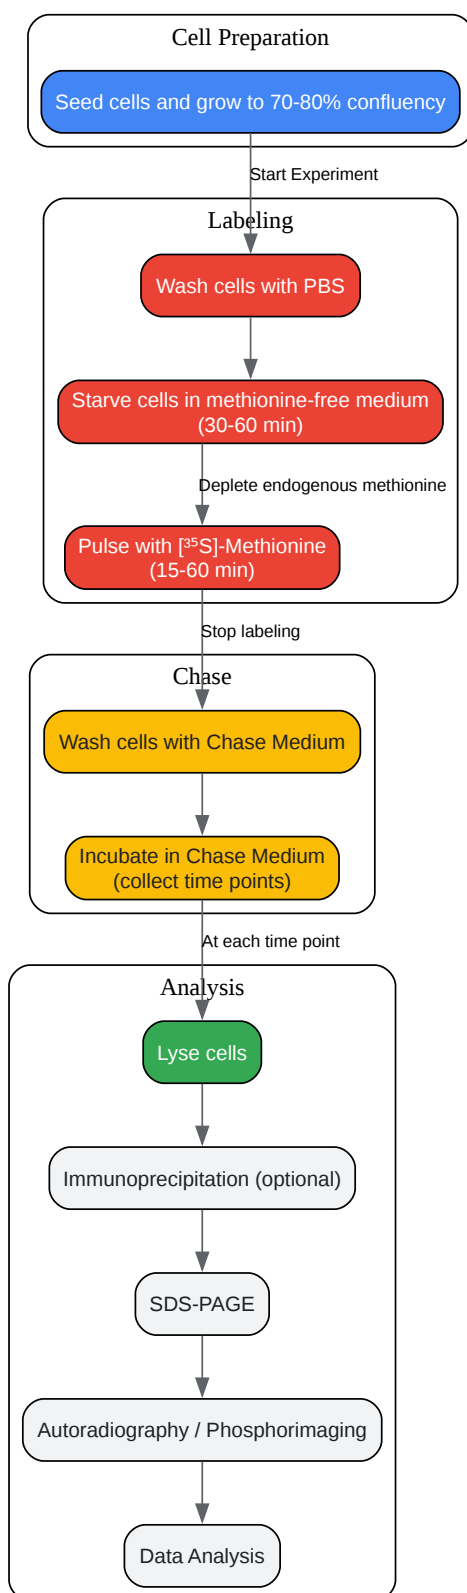 Cell Preparation
Seed cells and grow to 70-80% confluency
Start Experiment
Labeling
Wash cells with PBS
Starve cells in methionine-free medium
(30-60 min)
Deplete endogenous methionine
Pulse with [³⁵S]-Methionine
(15-60 min)
Stop labeling
Chase
Wash cells with Chase Medium
Incubate in Chase Medium
(collect time points)
At each time point
Analysis
Lyse cells
Immunoprecipitation (optional)
SDS-PAGE
Autoradiography / Phosphorimaging
Data Analysis